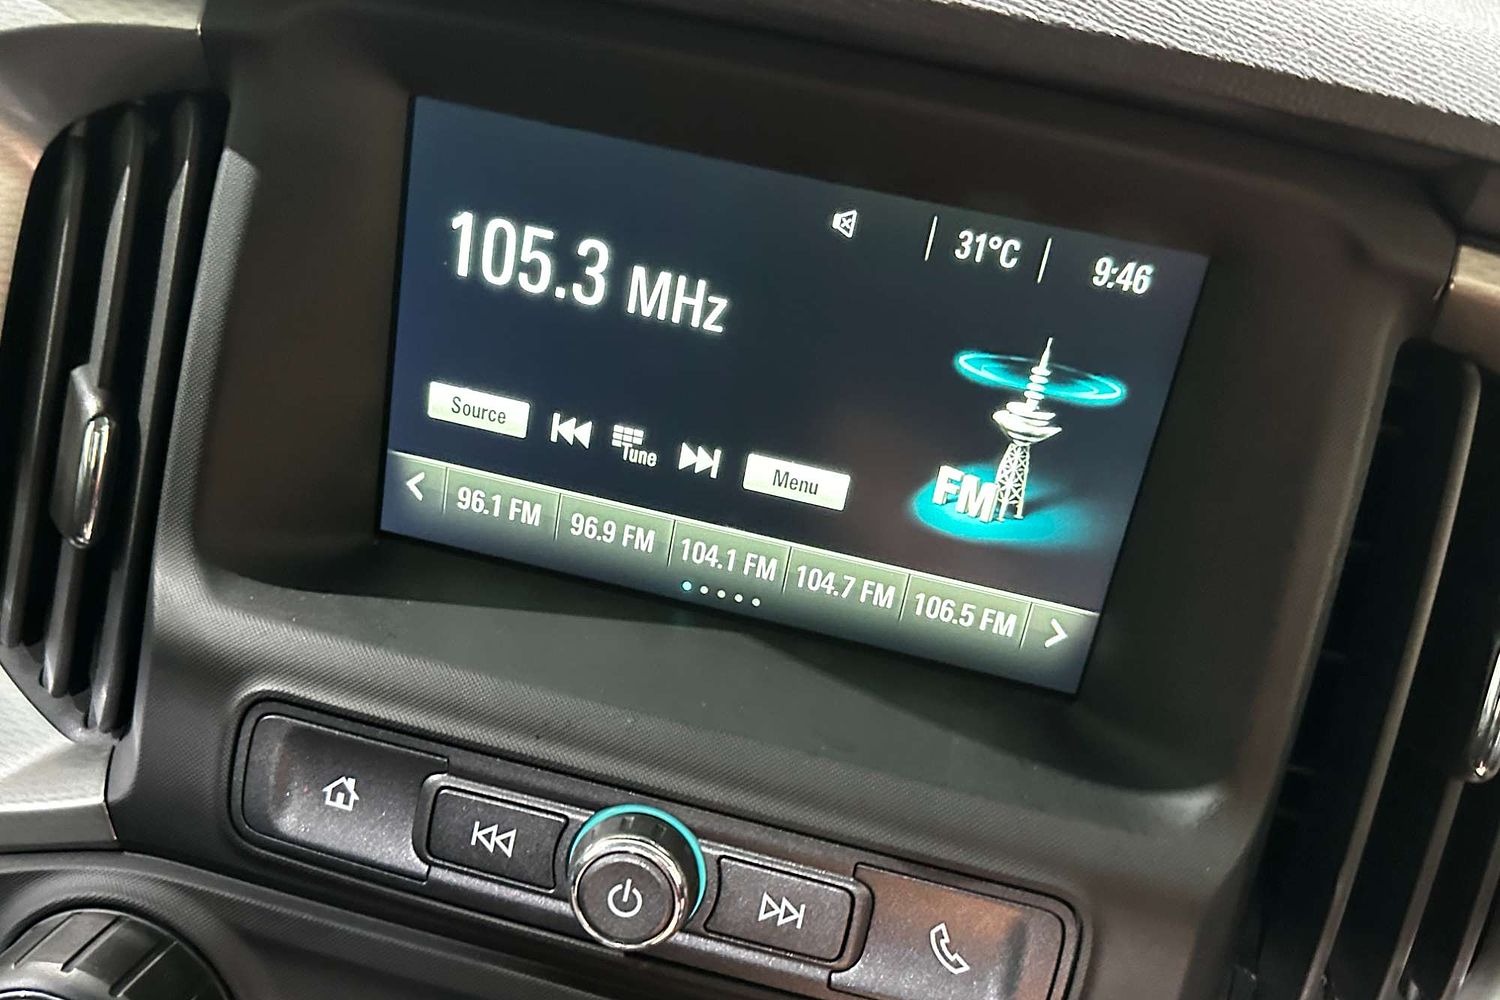 31°C
9:46
105.3 MHz
Source
Tune
Menu
FM
96.1 FM
96.9 FM
104.1 FM
104.7 FM
106.5 FM